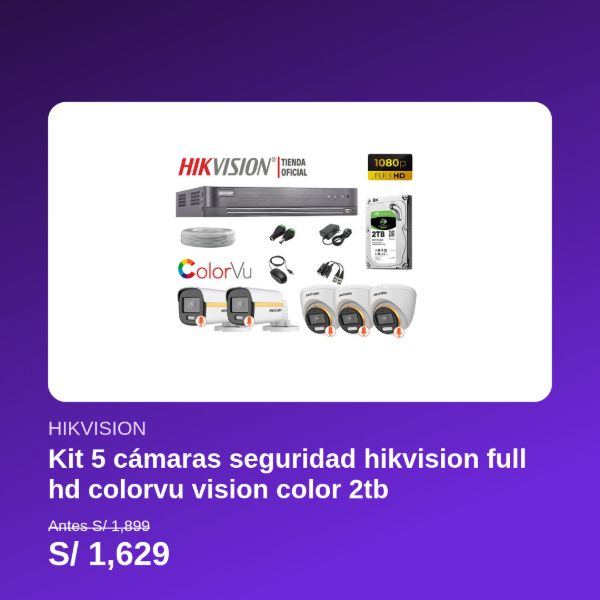 HIKVISION® TIENDA
OFICIAL
1080p
FULL HD
2TB
ColorVu
HIKVISION
Kit 5 cámaras seguridad hikvision full
hd colorvu vision color 2tb
Antes S/ 1,899
S/ 1,629